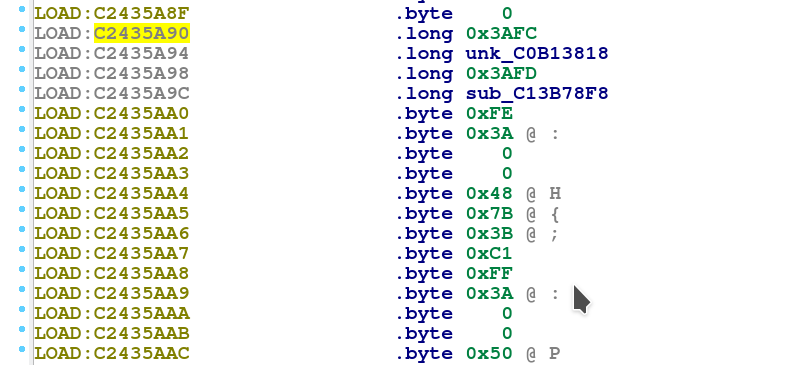 LOAD:C2435A8F .byte 0
LOAD:C2435A90 .long 0x3AFC
LOAD:C2435A94 .long unk_C0B13818
LOAD:C2435A98 .long 0x3AFD
LOAD:C2435A9C .long sub_C13B78F8
LOAD:C2435AA0 .byte 0xFE
LOAD:C2435AA1 .byte 0x3A @ :
LOAD:C2435AA2 .byte 0
LOAD:C2435AA3 .byte 0
LOAD:C2435AA4 .byte 0x48 @ H
LOAD:C2435AA5 .byte 0x7B @ {
LOAD:C2435AA6 .byte 0x3B @ ;
LOAD:C2435AA7 .byte 0xC1
LOAD:C2435AA8 .byte 0xFF
LOAD:C2435AA9 .byte 0x3A @ :
LOAD:C2435AAA .byte 0
LOAD:C2435AAB .byte 0
LOAD:C2435AAC .byte 0x50 @ P